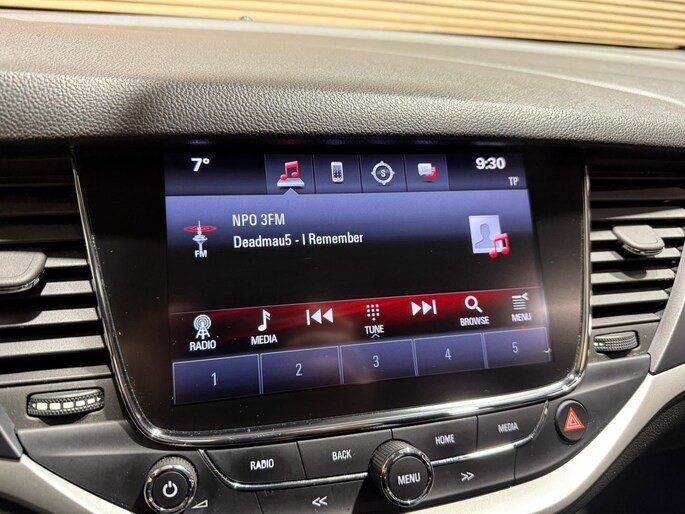 7°
9:30
S
TP
NPO 3FM
Deadmau5 - I Remember
FM
RADIO
MEDIA
TUNE
BROWSE
MENU
1 2 3 4 5
RADIO
BACK
MENU
HOME
MEDIA